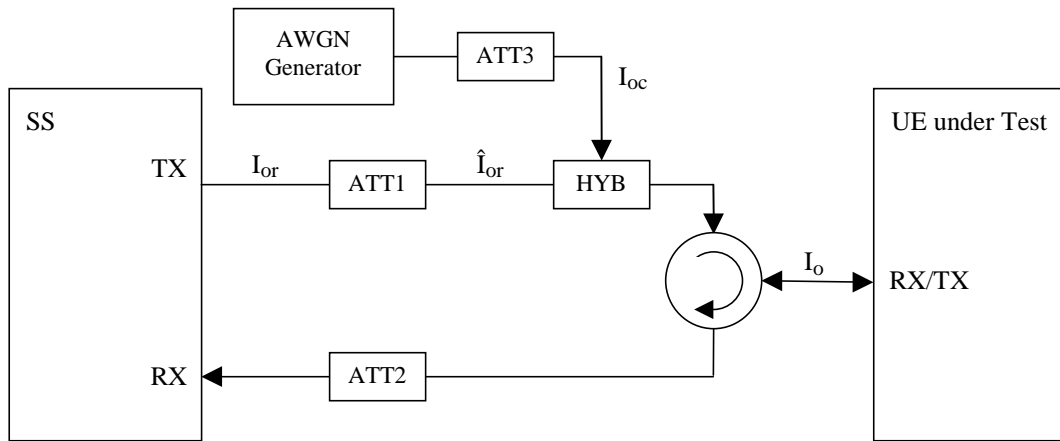 AWGN
Generator
ATT3
I_oc
SS
UE under Test
TX
I_or
ATT1
Î_or
HYB
I_o
RX/TX
RX
ATT2